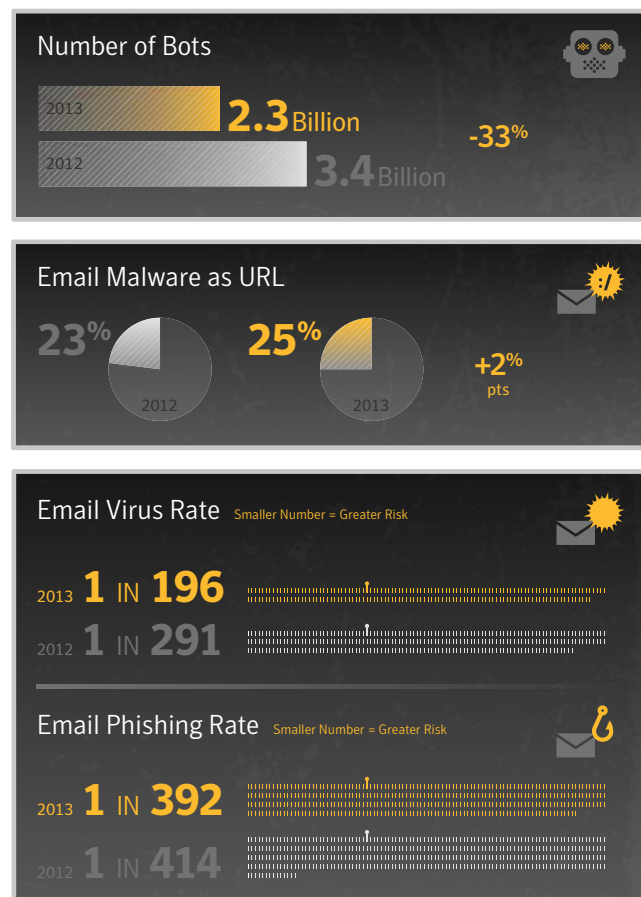 Number of Bots
2013
2.3 Billion
-33%
2012
3.4 Billion
Email Malware as URL
:/
23%
2012
25%
2013
+2%
pts
Email Virus Rate Smaller Number = Greater Risk
2013 1 IN 196
2012 1 IN 291
Email Phishing Rate Smaller Number = Greater Risk
2013 1 IN 392
2012 1 IN 414